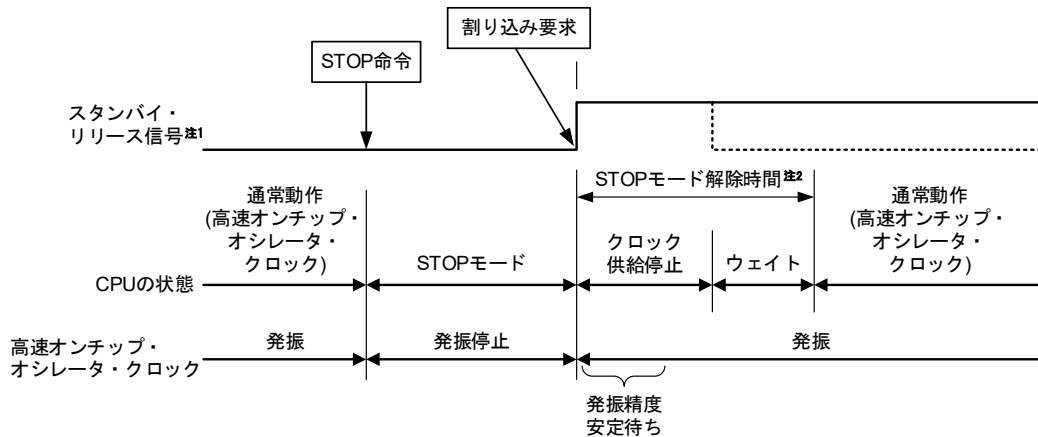 割り込み要求
STOP命令
スタンバイ・
リリース信号注1
STOPモード解除時間注2
通常動作
(高速オンチップ・
オシレータ・
クロック)
クロック
供給停止
通常動作
(高速オンチップ・
オシレータ・
クロック)
CPUの状態
STOPモード
ウェイト
高速オンチップ・
オシレータ・クロック
発振
発振停止
発振
発振精度
安定待ち